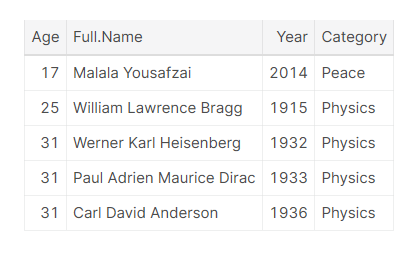 Age Full.Name Year Category
17 Malala Yousafzai 2014 Peace
25 William Lawrence Bragg 1915 Physics
31 Werner Karl Heisenberg 1932 Physics
31 Paul Adrien Maurice Dirac 1933 Physics
31 Carl David Anderson 1936 Physics